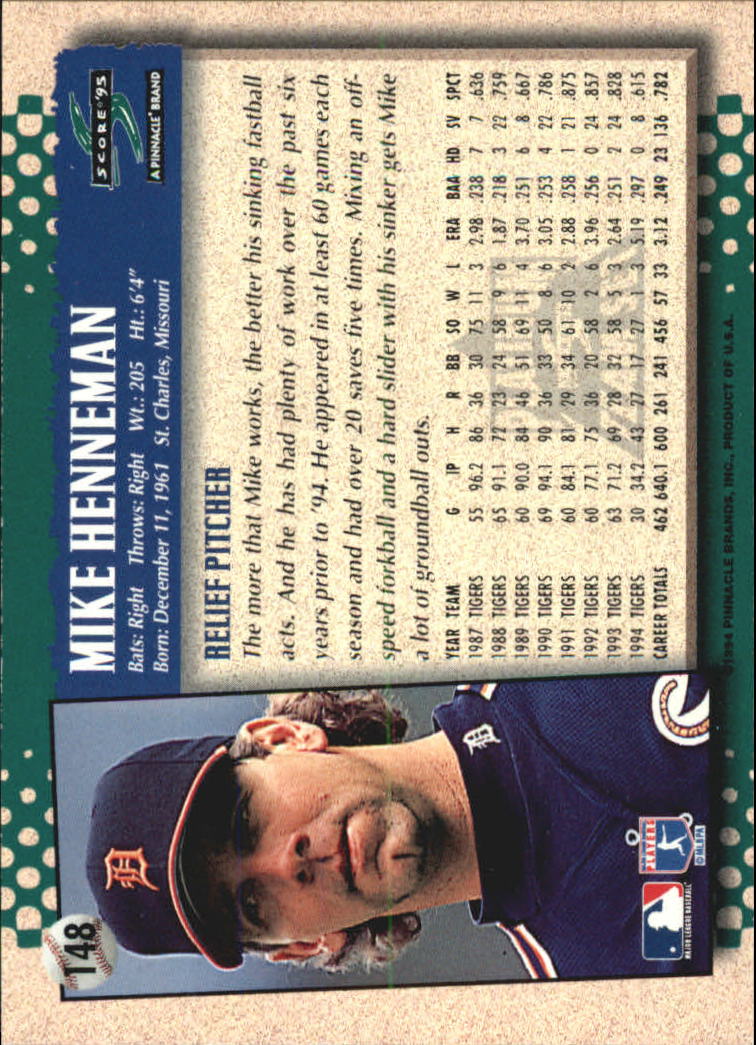 148
MIKE HENNEMAN
Bats: Right Throws: Right Wt.: 205 Ht.: 6'4"
Born: December 11, 1961 St. Charles, Missouri
SCORE '95
A PINNACLE BRAND
RELIEF PITCHER
The more that Mike works, the better his sinking fastball
acts. And he has had plenty of work over the past six
years prior to '94. He appeared in at least 60 games each
season and had over 20 saves five times. Mixing an off-
speed forkball and a hard slider with his sinker gets Mike
a lot of groundball outs.
YEAR TEAM G IP H R BB SO W L ERA BAA HD SV SPCT
1987 TIGERS 55 96.2 86 36 30 75 11 3 2.98 .238 7 7 .636
1988 TIGERS 65 91.1 72 23 24 58 9 6 1.87 .218 3 22 .759
1989 TIGERS 60 90.0 84 46 51 69 11 4 3.70 .251 6 8 .667
1990 TIGERS 69 94.1 90 36 33 50 8 6 3.05 .253 4 22 .786
1991 TIGERS 60 84.1 81 29 34 61 10 2 2.88 .258 1 21 .875
1992 TIGERS 60 77.1 75 36 20 58 2 6 3.96 .256 0 24 .857
1993 TIGERS 63 71.2 69 28 32 58 5 3 2.64 .251 2 24 .828
1994 TIGERS 30 34.2 43 27 17 27 1 3 5.19 .297 0 8 .615
CAREER TOTALS 462 640.1 600 261 241 456 57 33 3.12 .249 23 136 .782
D
D
MAJOR LEAGUE BASEBALL
PLAYERS
©MLBPA
©1994 PINNACLE BRANDS, INC., PRODUCT OF U.S.A.